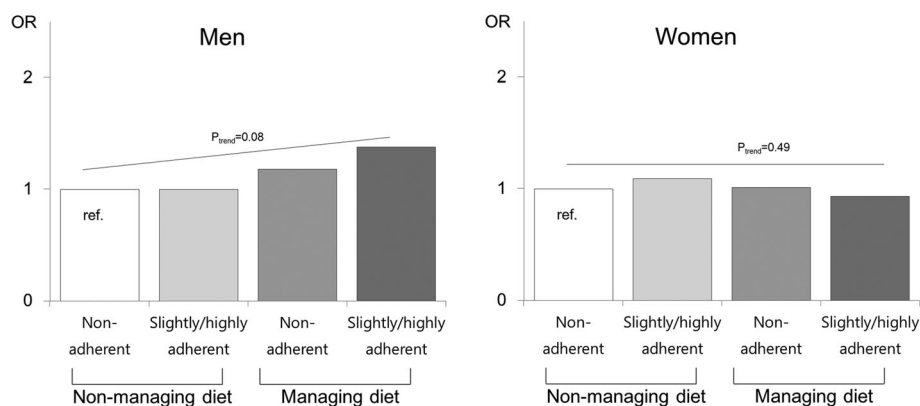 OR
Men
2
P_trend=0.08
1
ref.
0
Non-
adherent
Slightly/highly
adherent
Non-
adherent
Slightly/highly
adherent
Non-managing diet
Managing diet
OR
Women
2
P_trend=0.49
1
ref.
0
Non-
adherent
Slightly/highly
adherent
Non-
adherent
Slightly/highly
adherent
Non-managing diet
Managing diet